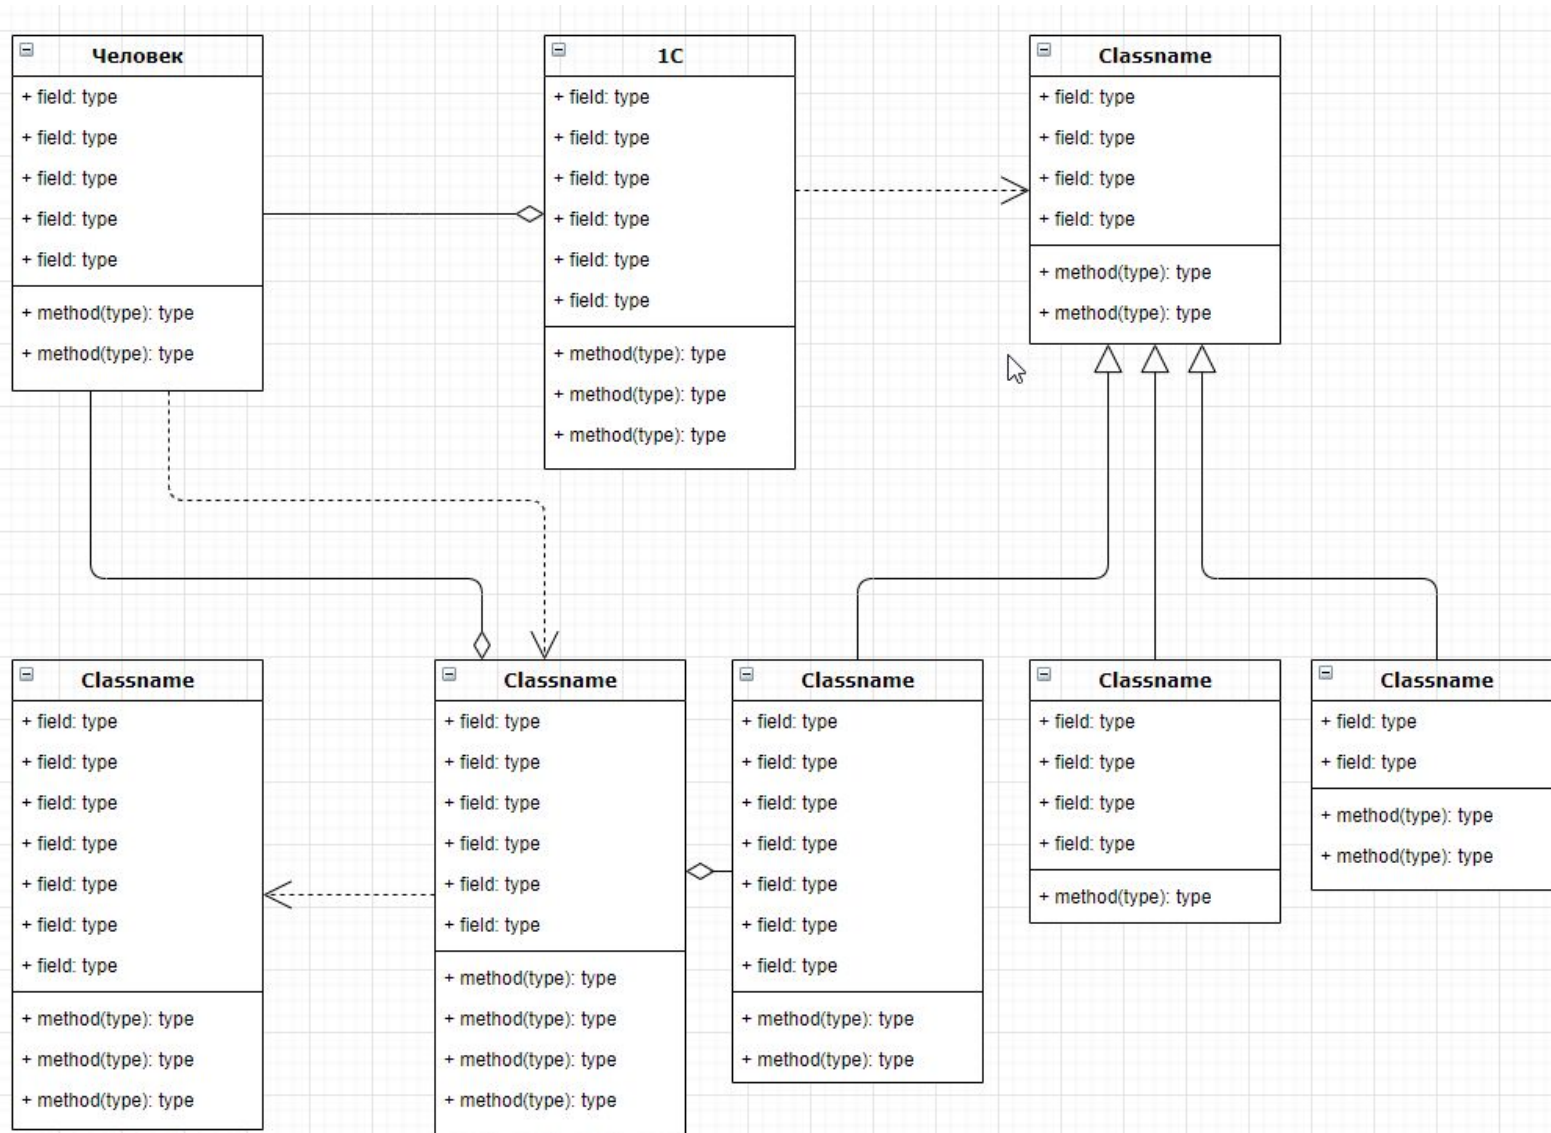 Человек
+ field: type
+ field: type
+ field: type
+ field: type
+ field: type
+ method(type): type
+ method(type): type
1С
+ field: type
+ field: type
+ field: type
+ field: type
+ field: type
+ field: type
+ method(type): type
+ method(type): type
+ method(type): type
Classname
+ field: type
+ field: type
+ field: type
+ field: type
+ method(type): type
+ method(type): type
Classname
+ field: type
+ field: type
+ field: type
+ field: type
+ field: type
+ field: type
+ field: type
+ method(type): type
+ method(type): type
+ method(type): type
Classname
+ field: type
+ field: type
+ field: type
+ field: type
+ field: type
+ field: type
+ method(type): type
+ method(type): type
+ method(type): type
+ method(type): type
Classname
+ field: type
+ field: type
+ field: type
+ field: type
+ field: type
+ field: type
+ field: type
+ method(type): type
+ method(type): type
Classname
+ field: type
+ field: type
+ field: type
+ field: type
+ method(type): type
Classname
+ field: type
+ field: type
+ method(type): type
+ method(type): type